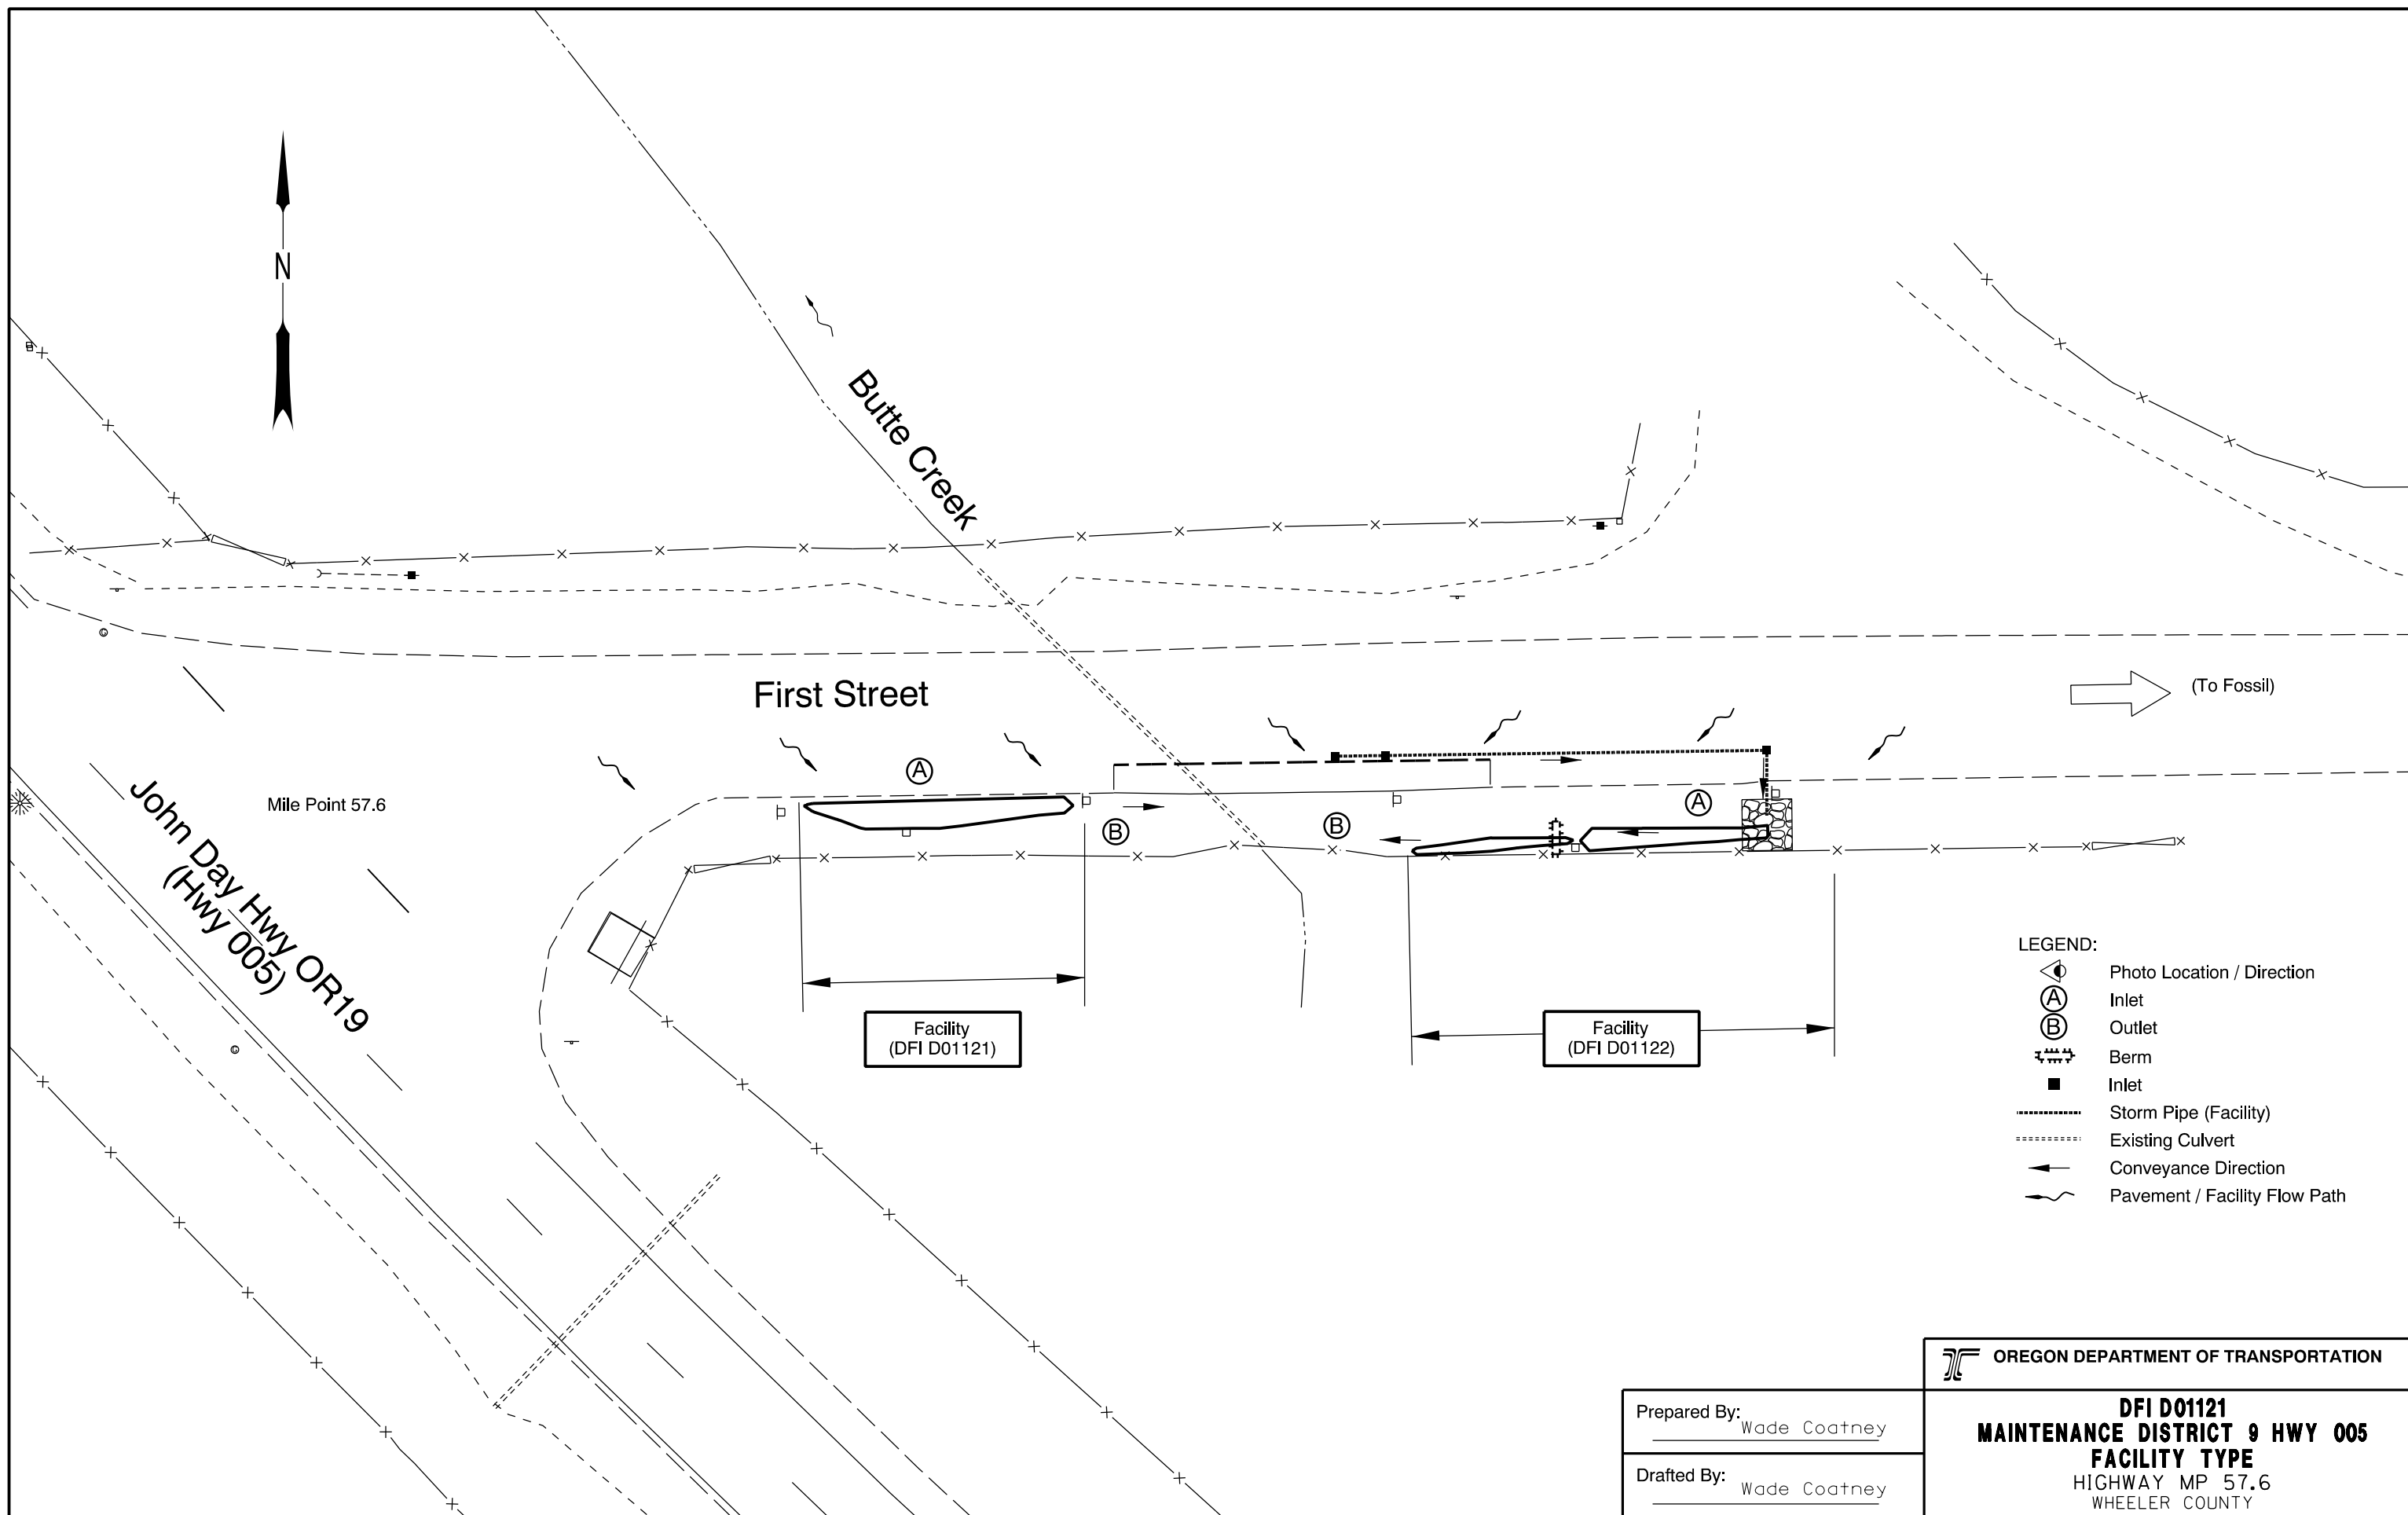 N
Butte Creek
First Street
(To Fossil)
A
Mile Point 57.6
John Day Hwy OR19
(Hwy 005)
B
B
A
Facility
(DFI D01121)
Facility
(DFI D01122)
LEGEND:
Photo Location / Direction
A Inlet
B Outlet
Berm
Inlet
Storm Pipe (Facility)
Existing Culvert
Conveyance Direction
Pavement / Facility Flow Path
OREGON DEPARTMENT OF TRANSPORTATION
Prepared By: Wade Coatney
Drafted By: Wade Coatney
DFI D01121
MAINTENANCE DISTRICT 9 HWY 005
FACILITY TYPE
HIGHWAY MP 57.6
WHEELER COUNTY